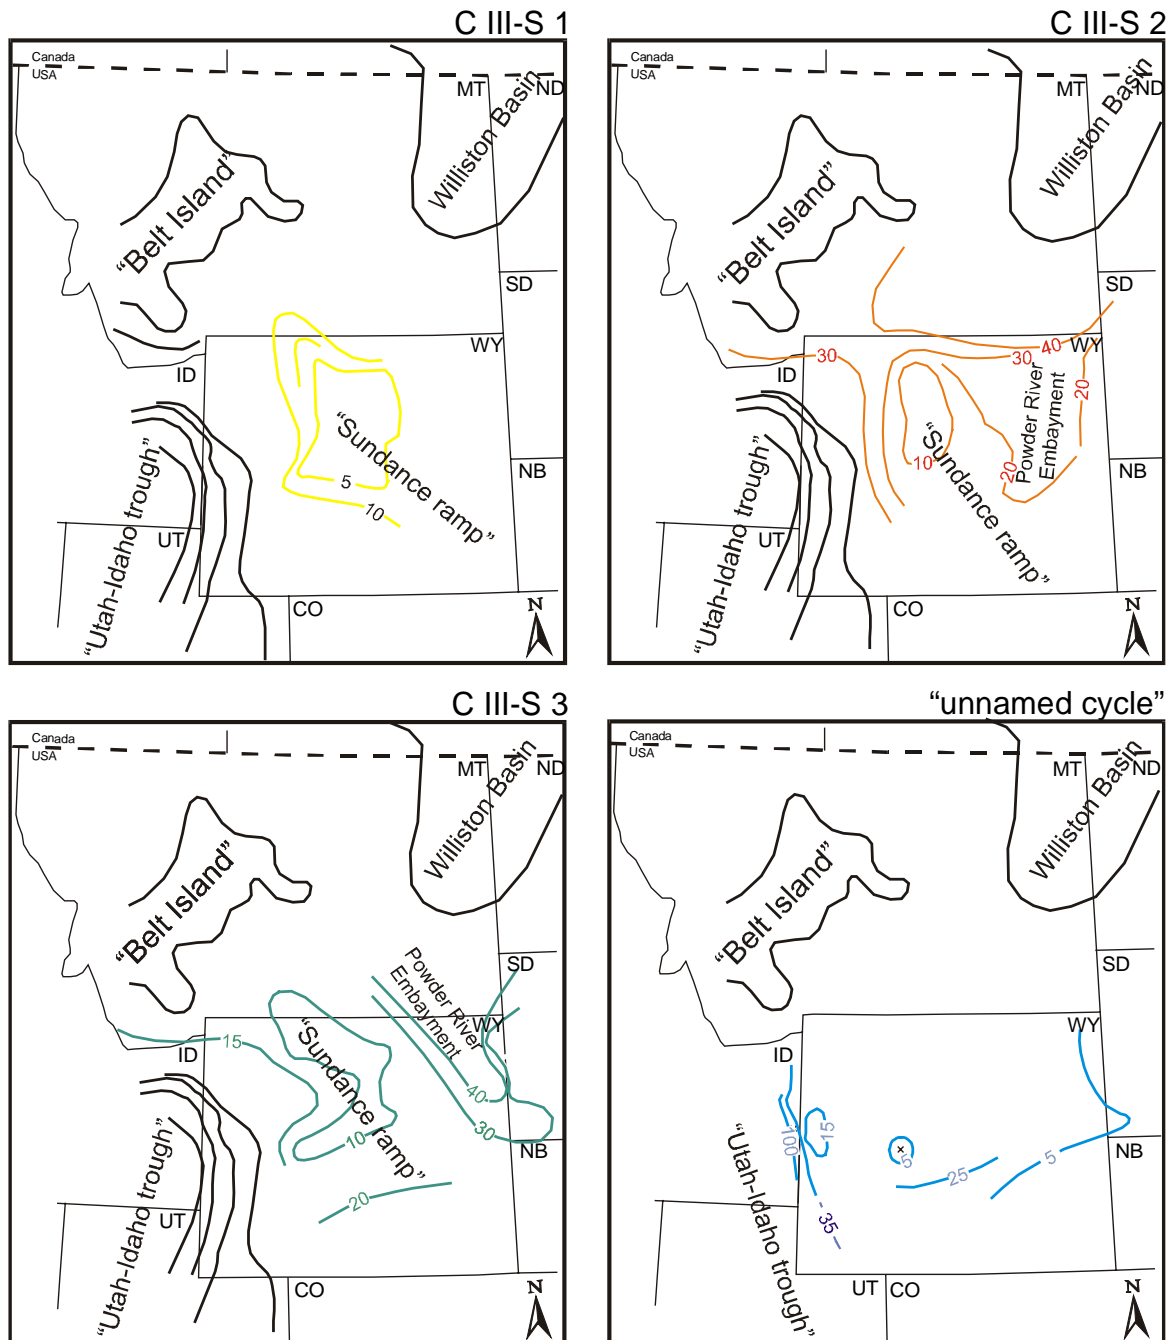 C III-S 1
Canada
USA
MT
ND
Williston Basin
“Belt Island”
SD
WY
ID
“Sundance ramp”
5
10
NB
“Utah-Idaho trough”
UT
CO
N
C III-S 2
Canada
USA
MT
ND
Williston Basin
“Belt Island”
SD
WY
40
30
30
ID
Powder River
Embayment
20
“Sundance ramp”
10
20
NB
“Utah-Idaho trough”
UT
CO
N
C III-S 3
Canada
USA
MT
ND
Williston Basin
“Belt Island”
SD
Powder River
Embayment
WY
15
ID
“Sundance ramp”
40
30
10
NB
20
“Utah-Idaho trough”
UT
CO
N
“unnamed cycle”
Canada
USA
MT
ND
Williston Basin
“Belt Island”
SD
WY
ID
100
15
5
25
5
NB
35
“Utah-Idaho trough”
UT
CO
N